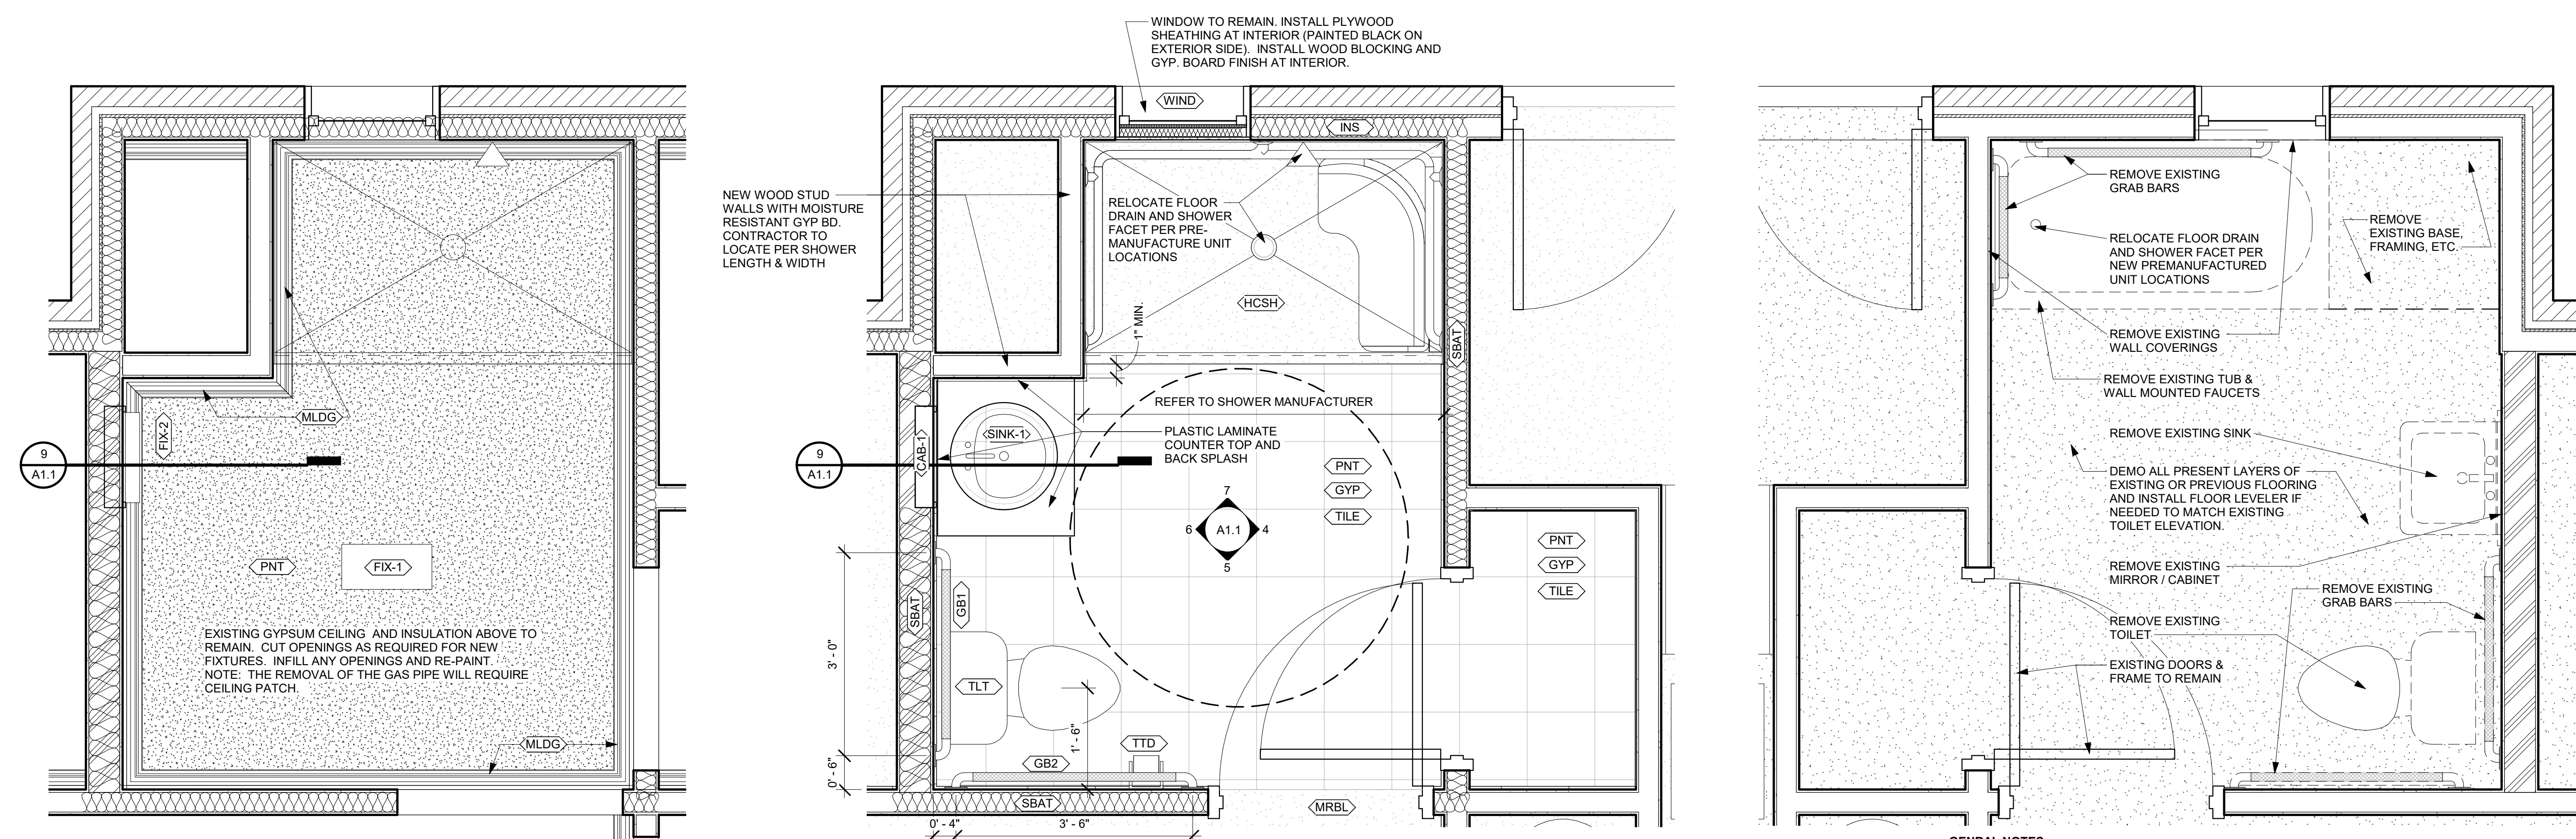 9
A1.1
FIX-2
MLDG
PNT
FIX-1
EXISTING GYPSUM CEILING AND INSULATION ABOVE TO
REMAIN. CUT OPENINGS AS REQUIRED FOR NEW
FIXTURES. INFILL ANY OPENINGS AND RE-PAINT.
NOTE: THE REMOVAL OF THE GAS PIPE WILL REQUIRE
CEILING PATCH.
MLDG
WINDOW TO REMAIN. INSTALL PLYWOOD
SHEATHING AT INTERIOR (PAINTED BLACK ON
EXTERIOR SIDE). INSTALL WOOD BLOCKING AND
GYP. BOARD FINISH AT INTERIOR.
WIND
INS
NEW WOOD STUD
WALLS WITH MOISTURE
RESISTANT GYP BD.
CONTRACTOR TO
LOCATE PER SHOWER
LENGTH & WIDTH
RELOCATE FLOOR
DRAIN AND SHOWER
FACET PER PRE-
MANUFACTURE UNIT
LOCATIONS
HCSH
1" MIN.
SBAT
REFER TO SHOWER MANUFACTURER
SINK-1
CAB-1
PLASTIC LAMINATE
COUNTER TOP AND
BACK SPLASH
9
A1.1
PNT
GYP
TILE
7
6
A1.1
4
5
PNT
GYP
TILE
SBAT
GB1
3' - 0"
TLT
1' - 6"
TTD
GB2
0' - 6"
SBAT
MRBL
0' - 4"
3' - 6"
REMOVE EXISTING
GRAB BARS
REMOVE
EXISTING BASE,
FRAMING, ETC.
RELOCATE FLOOR DRAIN
AND SHOWER FACET PER
NEW PREMANUFACTURED
UNIT LOCATIONS
REMOVE EXISTING
WALL COVERINGS
REMOVE EXISTING TUB &
WALL MOUNTED FAUCETS
REMOVE EXISTING SINK
DEMO ALL PRESENT LAYERS OF
EXISTING OR PREVIOUS FLOORING
AND INSTALL FLOOR LEVELER IF
NEEDED TO MATCH EXISTING
TOILET ELEVATION.
REMOVE EXISTING
MIRROR / CABINET
REMOVE EXISTING
GRAB BARS
REMOVE EXISTING
TOILET
EXISTING DOORS &
FRAME TO REMAIN
GENRAL NOTES